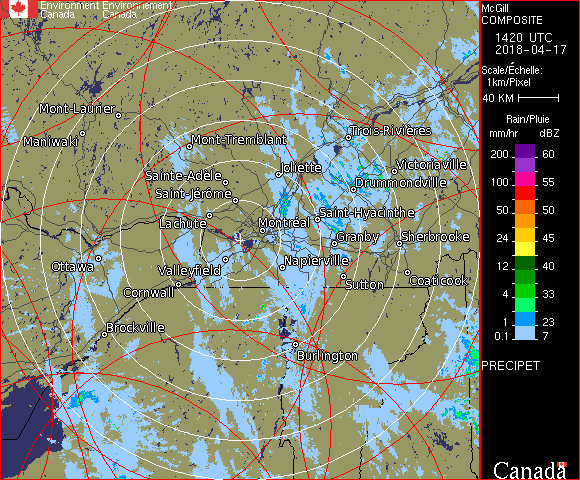 Environment Environnement
Canada Canada
McGill
COMPOSITE
1420 UTC
2018-04-17
Scale/Échelle:
1km/Pixel
40 KM
Rain/Pluie
mm/hr dBZ
200 60
100 55
50 50
24 45
12 40
4 33
1 23
0.1 7
PRECIPET
Canada
Mont-Laurier
Maniwaki
Mont-Tremblant
Trois-Rivières
Joliette
Victoriaville
Sainte-Adèle
Drummondville
Saint-Jérôme
Lachute
Saint-Hyacinthe
Montréal
Granby
Sherbrooke
Ottawa
Valleyfield
Napierville
Cornwall
Sutton
Coaticook
Brockville
Burlington